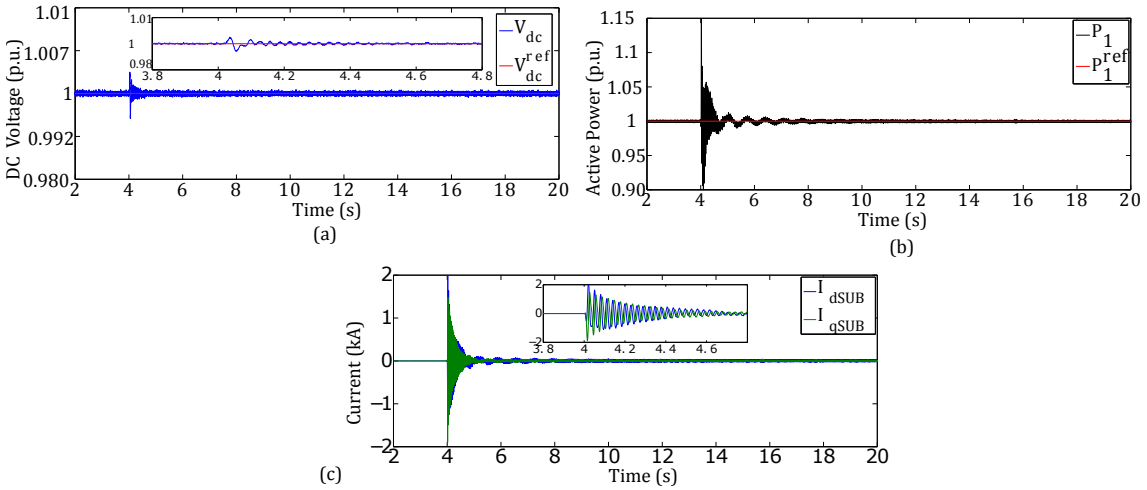 1.01
1.007
1
0.992
0.980
DC Voltage (p.u.)
1.01
1
0.98
3.8 4 4.2 4.4 4.6 4.8
V dc
V dc ref
2 4 6 8 10 12 14 16 18 20
Time (s)
(a)
1.15
1.10
1.05
1
0.95
0.90
Active Power (p.u.)
P 1
P 1 ref
2 4 6 8 10 12 14 16 18 20
Time (s)
(b)
2
1
0
−1
−2
Current (kA)
2
0
−2
3.8 4 4.2 4.4 4.6
I dSUB
I qSUB
2 4 6 8 10 12 14 16 18 20
Time (s)
(c)